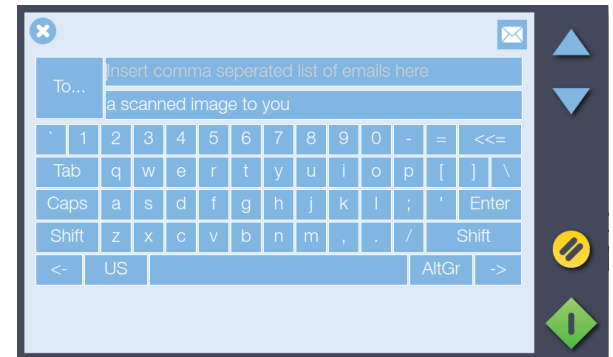 To...
Insert comma seperated list of emails here
a scanned image to you
` 1 2 3 4 5 6 7 8 9 0 - = <<=
Tab q w e r t y u i o p [ ] \
Caps a s d f g h j k l ; ' Enter
Shift z x c v b n m , . / Shift
<- US AltGr ->